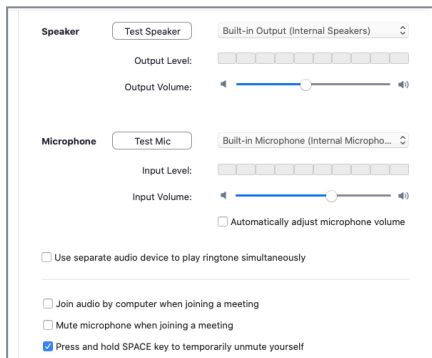 Speaker Test Speaker Built-in Output (Internal Speakers)
Output Level:
Output Volume:
Microphone Test Mic Built-in Microphone (Internal Micropho...
Input Level:
Input Volume:
Automatically adjust microphone volume
Use separate audio device to play ringtone simultaneously
Join audio by computer when joining a meeting
Mute microphone when joining a meeting
Press and hold SPACE key to temporarily unmute yourself